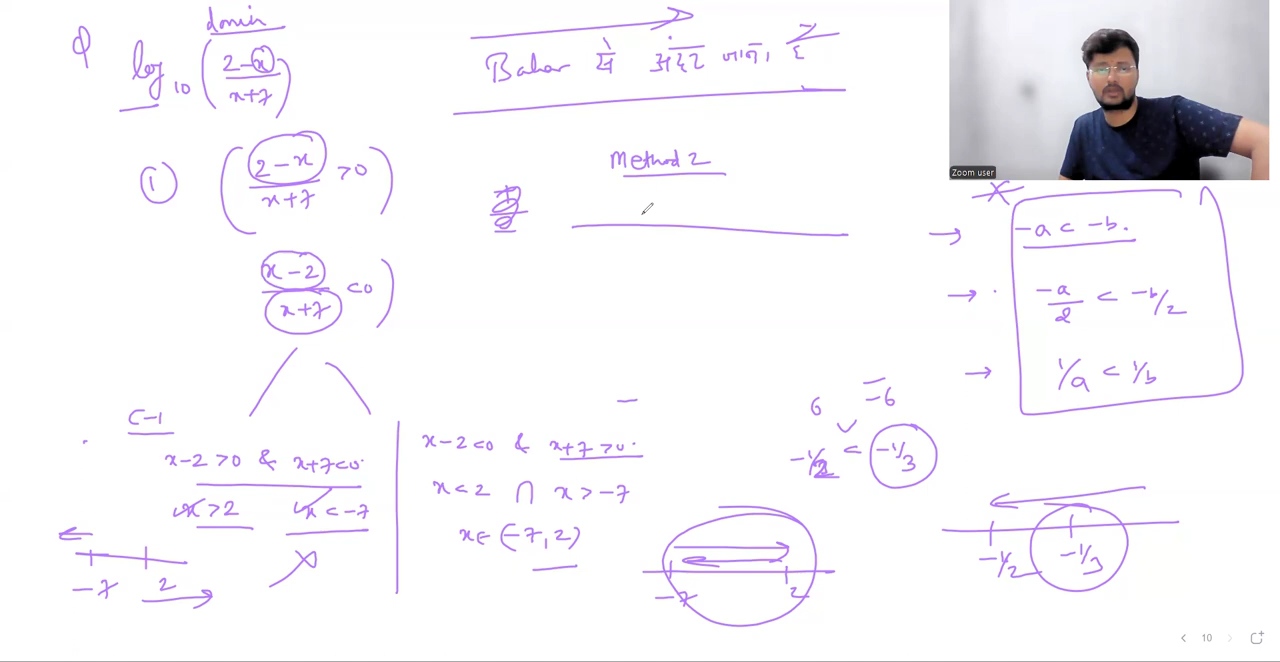 Q domin
log₁₀ ((2-x)/(x+7))
Bahar से अंदर जाना है
① ((2-x)/(x+7) > 0)
(x-2)/(x+7) < 0)
C-1
x-2>0 & x+7<0.
x>2 x<-7
-7 2
x-2<0 & x+7>0.
x<2 ∩ x>-7
x∈ (-7, 2)
-7 2
Method 2
Zoom user
-a < -b.
-a/2 < -b/2
1/a < 1/b
6 -6
-1/2 < -1/3
-1/2 -1/3
10